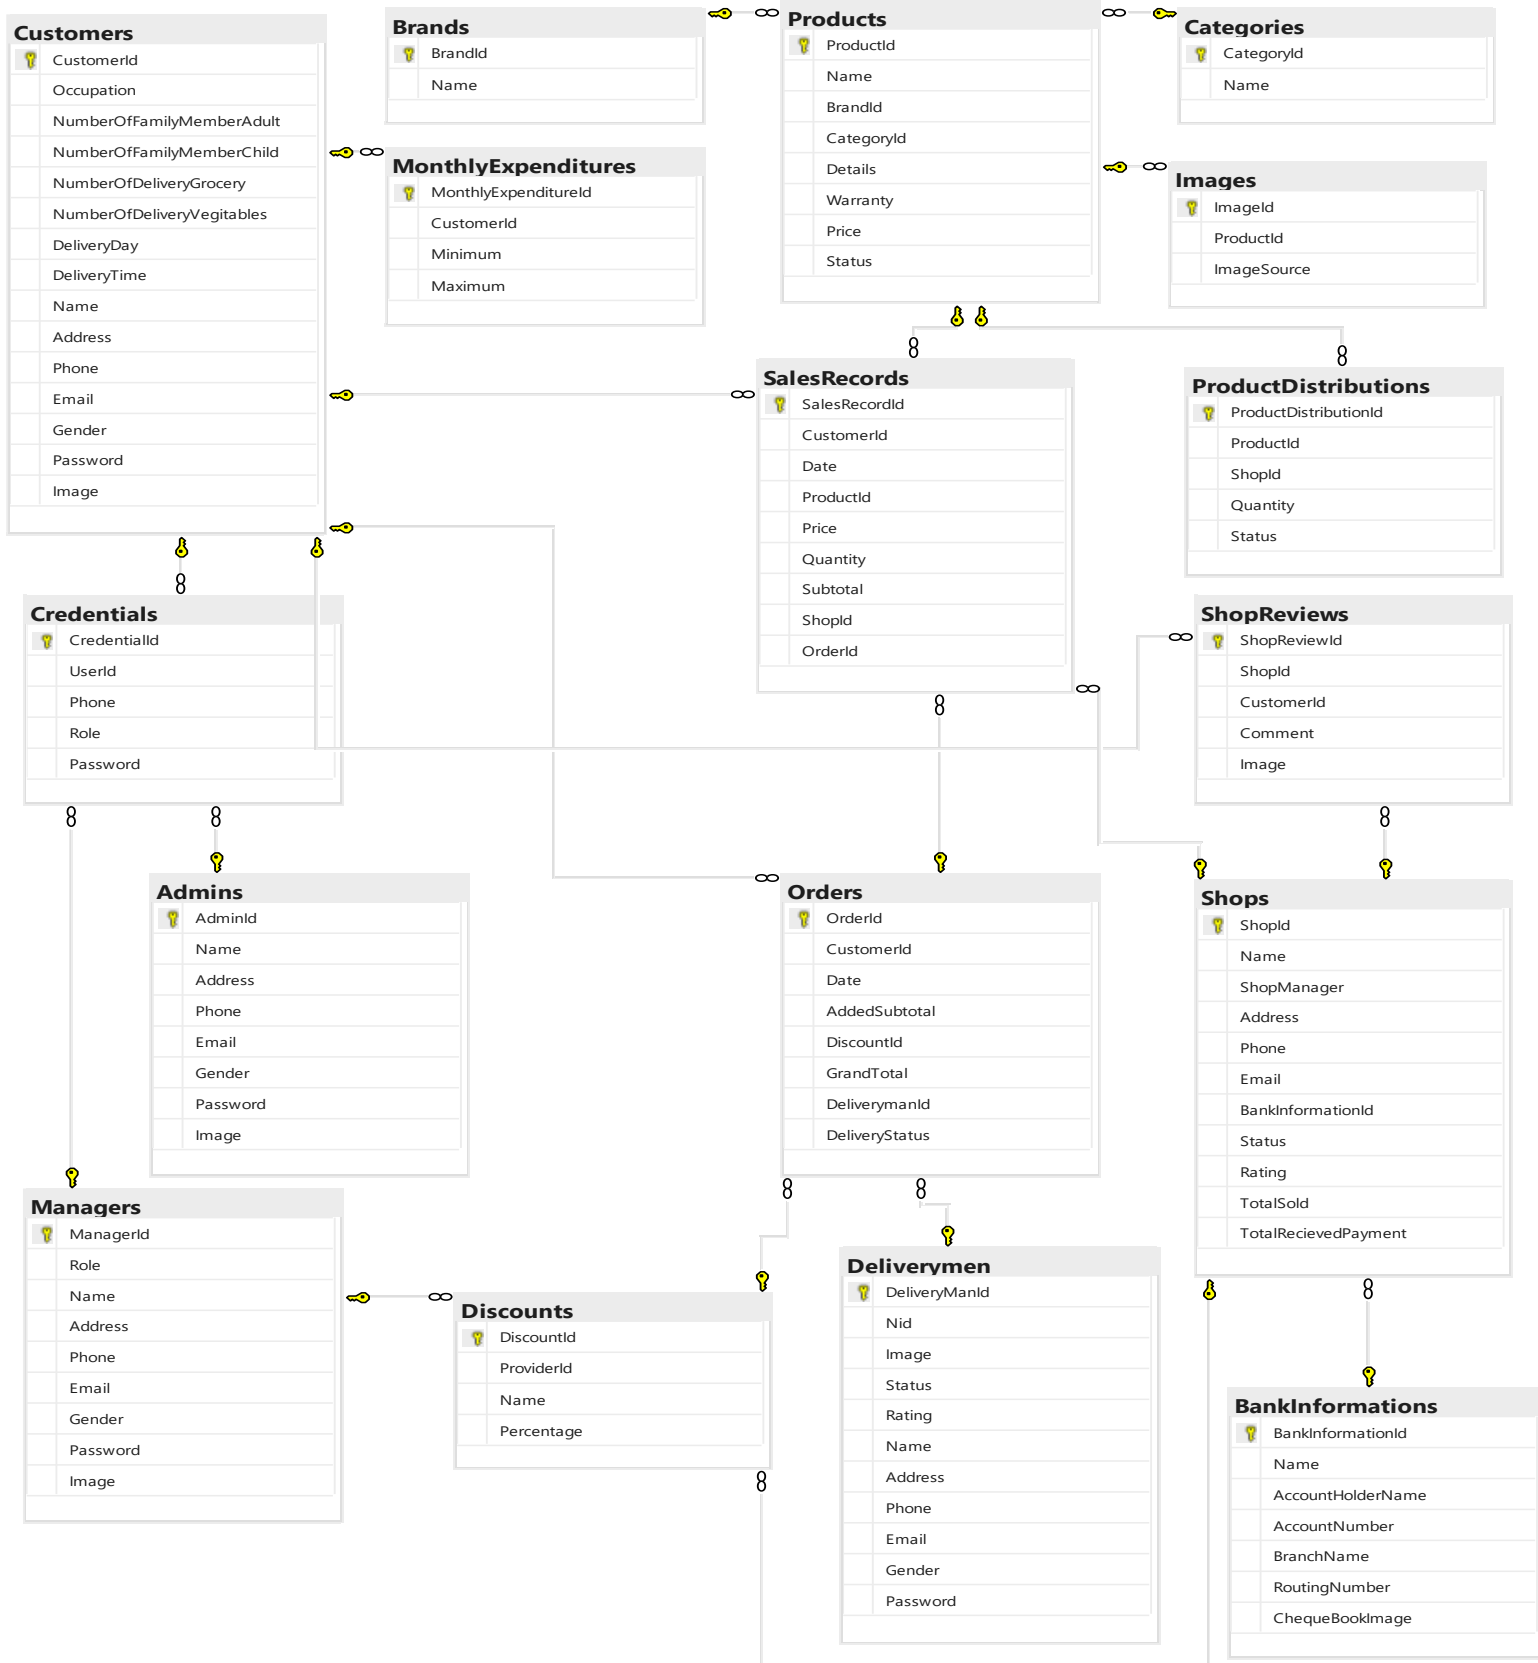 Customers
CustomerId
Occupation
NumberOfFamilyMemberAdult
NumberOfFamilyMemberChild
NumberOfDeliveryGrocery
NumberOfDeliveryVegitables
DeliveryDay
DeliveryTime
Name
Address
Phone
Email
Gender
Password
Image
Brands
BrandId
Name
MonthlyExpenditures
MonthlyExpenditureId
CustomerId
Minimum
Maximum
Products
ProductId
Name
BrandId
CategoryId
Details
Warranty
Price
Status
Categories
CategoryId
Name
Images
ImageId
ProductId
ImageSource
SalesRecords
SalesRecordId
CustomerId
Date
ProductId
Price
Quantity
Subtotal
ShopId
OrderId
ProductDistributions
ProductDistributionId
ProductId
ShopId
Quantity
Status
Credentials
CredentialId
UserId
Phone
Role
Password
ShopReviews
ShopReviewId
ShopId
CustomerId
Comment
Image
Admins
AdminId
Name
Address
Phone
Email
Gender
Password
Image
Orders
OrderId
CustomerId
Date
AddedSubtotal
DiscountId
GrandTotal
DeliverymanId
DeliveryStatus
Shops
ShopId
Name
ShopManager
Address
Phone
Email
BankInformationId
Status
Rating
TotalSold
TotalRecievedPayment
Managers
ManagerId
Role
Name
Address
Phone
Email
Gender
Password
Image
Discounts
DiscountId
ProviderId
Name
Percentage
Deliverymen
DeliveryManId
Nid
Image
Status
Rating
Name
Address
Phone
Email
Gender
Password
BankInformations
BankInformationId
Name
AccountHolderName
AccountNumber
BranchName
RoutingNumber
ChequeBookImage